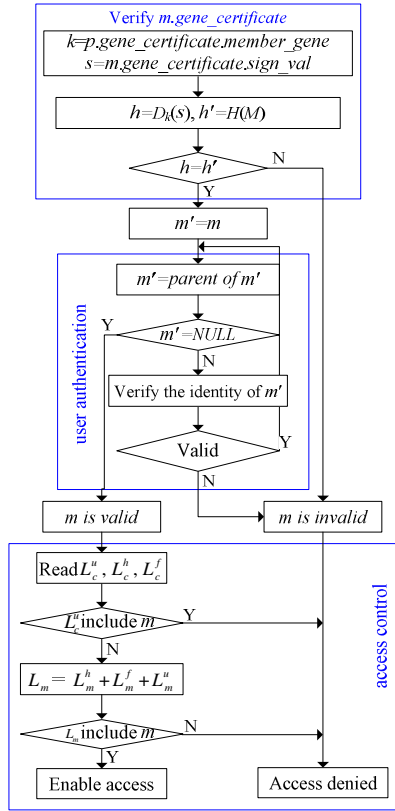 Verify m.gene_certificate
k=p.gene_certificate.member_gene
s=m.gene_certificate.sign_val
h=Dₖ(s), h'=H(M)
h=h'
N
Y
m'=m
m'=parent of m'
Y
m'=NULL
N
user authentication
Verify the identity of m'
Valid
Y
N
N
m is valid
m is invalid
Read L_c^u, L_c^h, L_c^f
L_c^u include m
Y
N
access control
L_m = L_m^h + L_m^f + L_m^u
L_m include m
N
Y
Enable access
Access denied